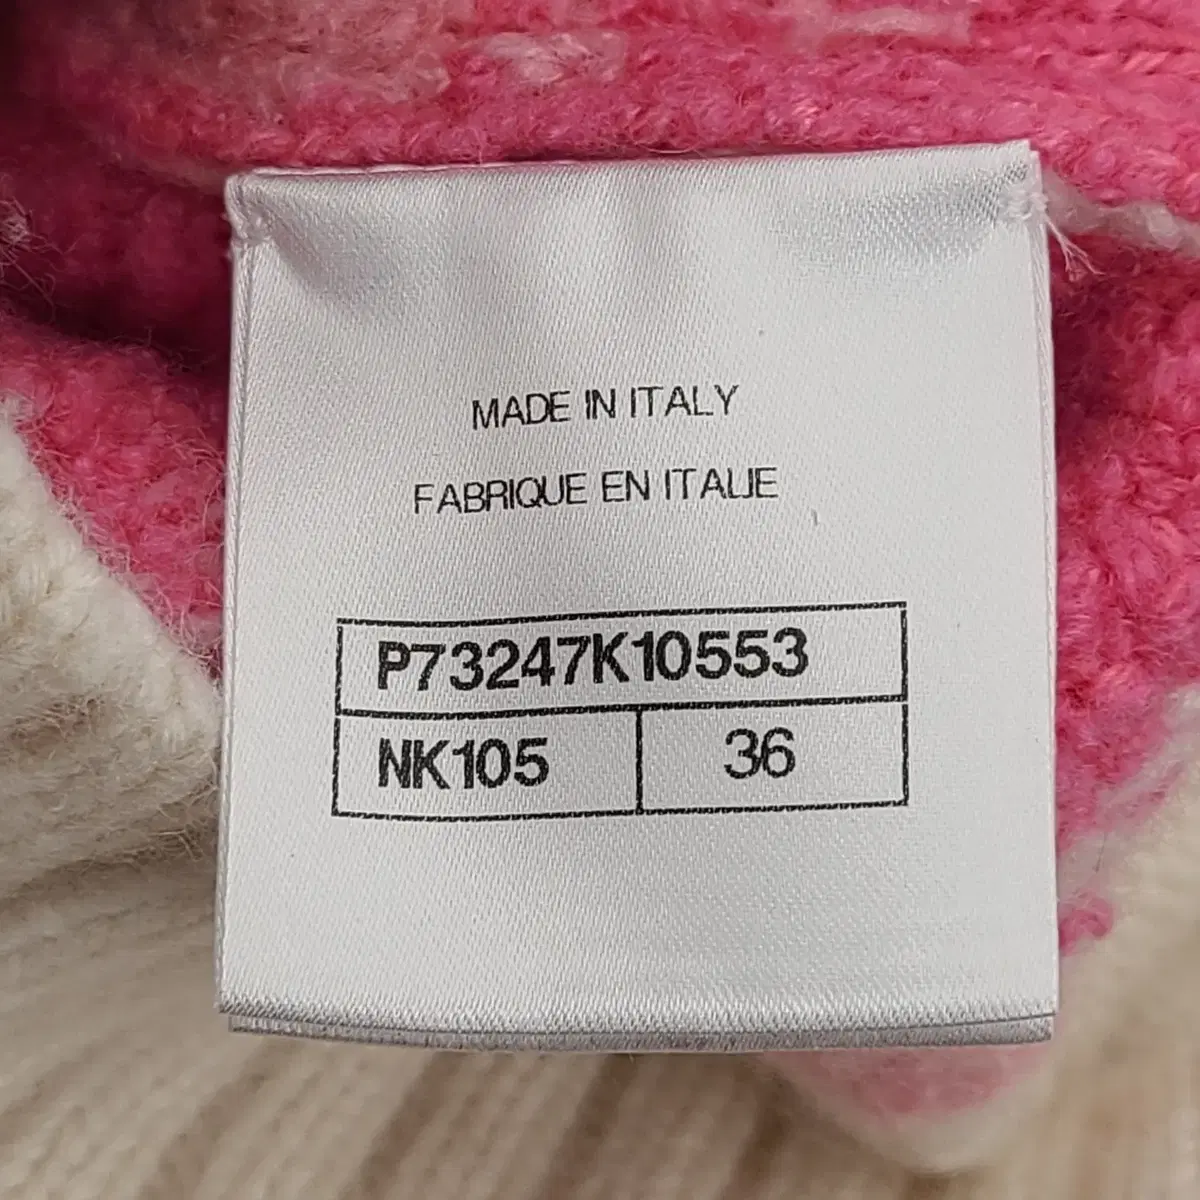 MADE IN ITALY
FABRIQUE EN ITALIE
P73247K10553
NK105 36